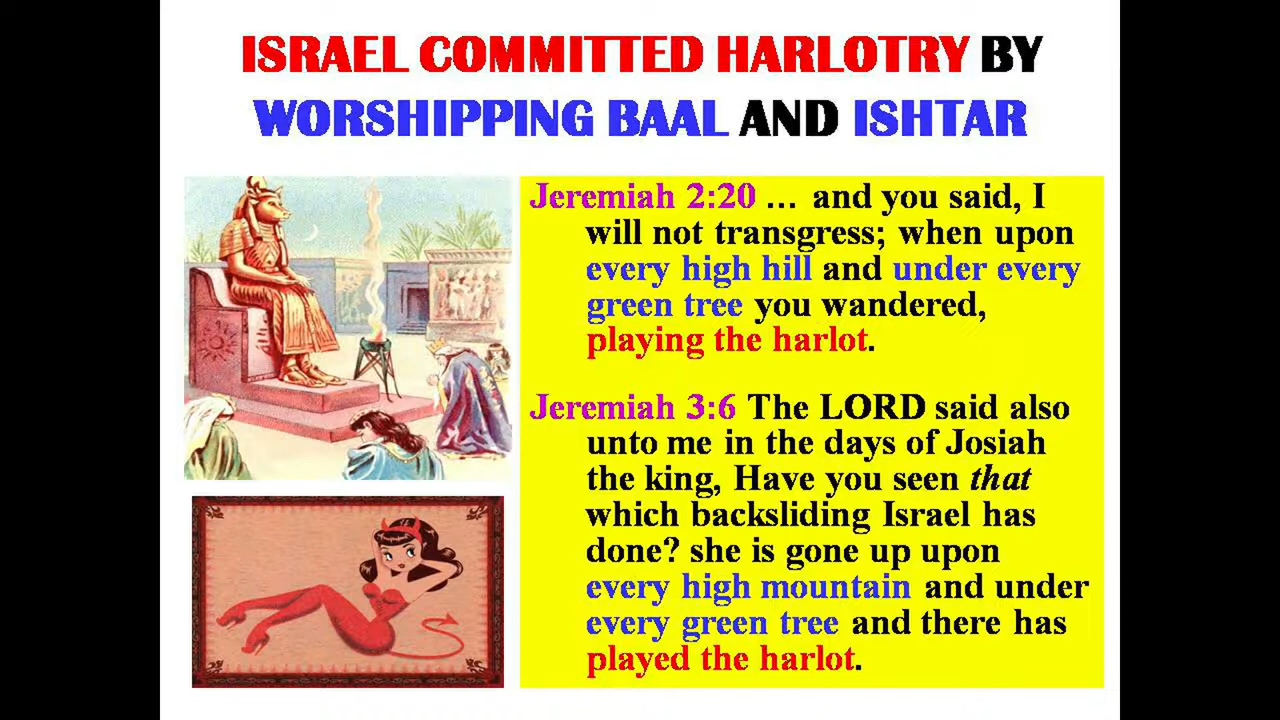 ISRAEL COMMITTED HARLOTRY BY
WORSHIPPING BAAL AND ISHTAR
Jeremiah 2:20 ... and you said, I
will not transgress; when upon
every high hill and under every
green tree you wandered,
playing the harlot.
Jeremiah 3:6 The LORD said also
unto me in the days of Josiah
the king, Have you seen that
which backsliding Israel has
done? she is gone up upon
every high mountain and under
every green tree and there has
played the harlot.